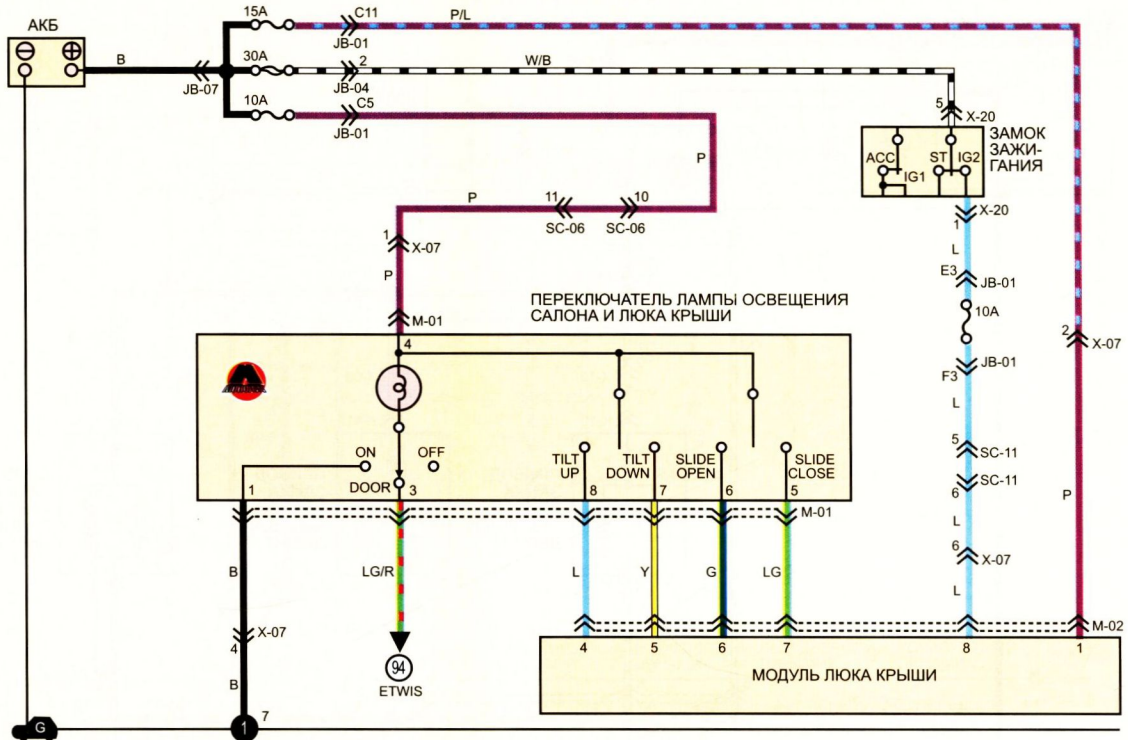 АКБ
B
JB-07
15A
C11
JB-01
P/L
30A
2
JB-04
W/B
10A
C5
JB-01
P
5
X-20
ЗАМОК
ЗАЖИ-
ГАНИЯ
ACC
IG1
ST
IG2
P
11
SC-06
10
SC-06
1
X-07
P
M-01
X-20
1
L
E3
JB-01
10A
JB-01
F3
L
5
SC-11
SC-11
6
L
6
X-07
L
2
X-07
P
ПЕРЕКЛЮЧАТЕЛЬ ЛАМПЫ ОСВЕЩЕНИЯ
САЛОНА И ЛЮКА КРЫШИ
4
ON
OFF
DOOR
1
3
TILT
UP
8
TILT
DOWN
7
SLIDE
OPEN
6
SLIDE
CLOSE
5
M-01
B
LG/R
L
Y
G
LG
X-07
4
B
94
ETWIS
M-02
4
5
6
7
8
1
МОДУЛЬ ЛЮКА КРЫШИ
G
1
7